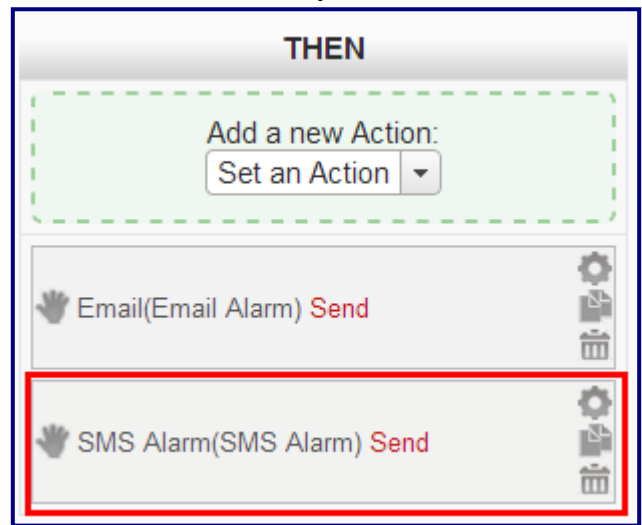 THEN
Add a new Action:
Set an Action
Email(Email Alarm) Send
SMS Alarm(SMS Alarm) Send